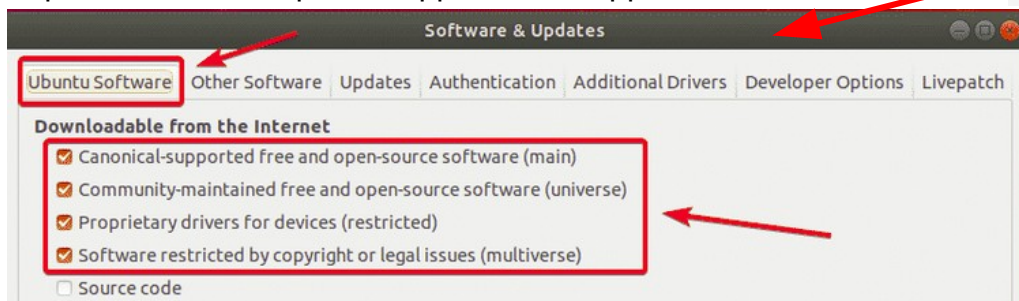 Software & Updates
Ubuntu Software Other Software Updates Authentication Additional Drivers Developer Options Livepatch
Downloadable from the Internet
Canonical-supported free and open-source software (main)
Community-maintained free and open-source software (universe)
Proprietary drivers for devices (restricted)
Software restricted by copyright or legal issues (multiverse)
Source code